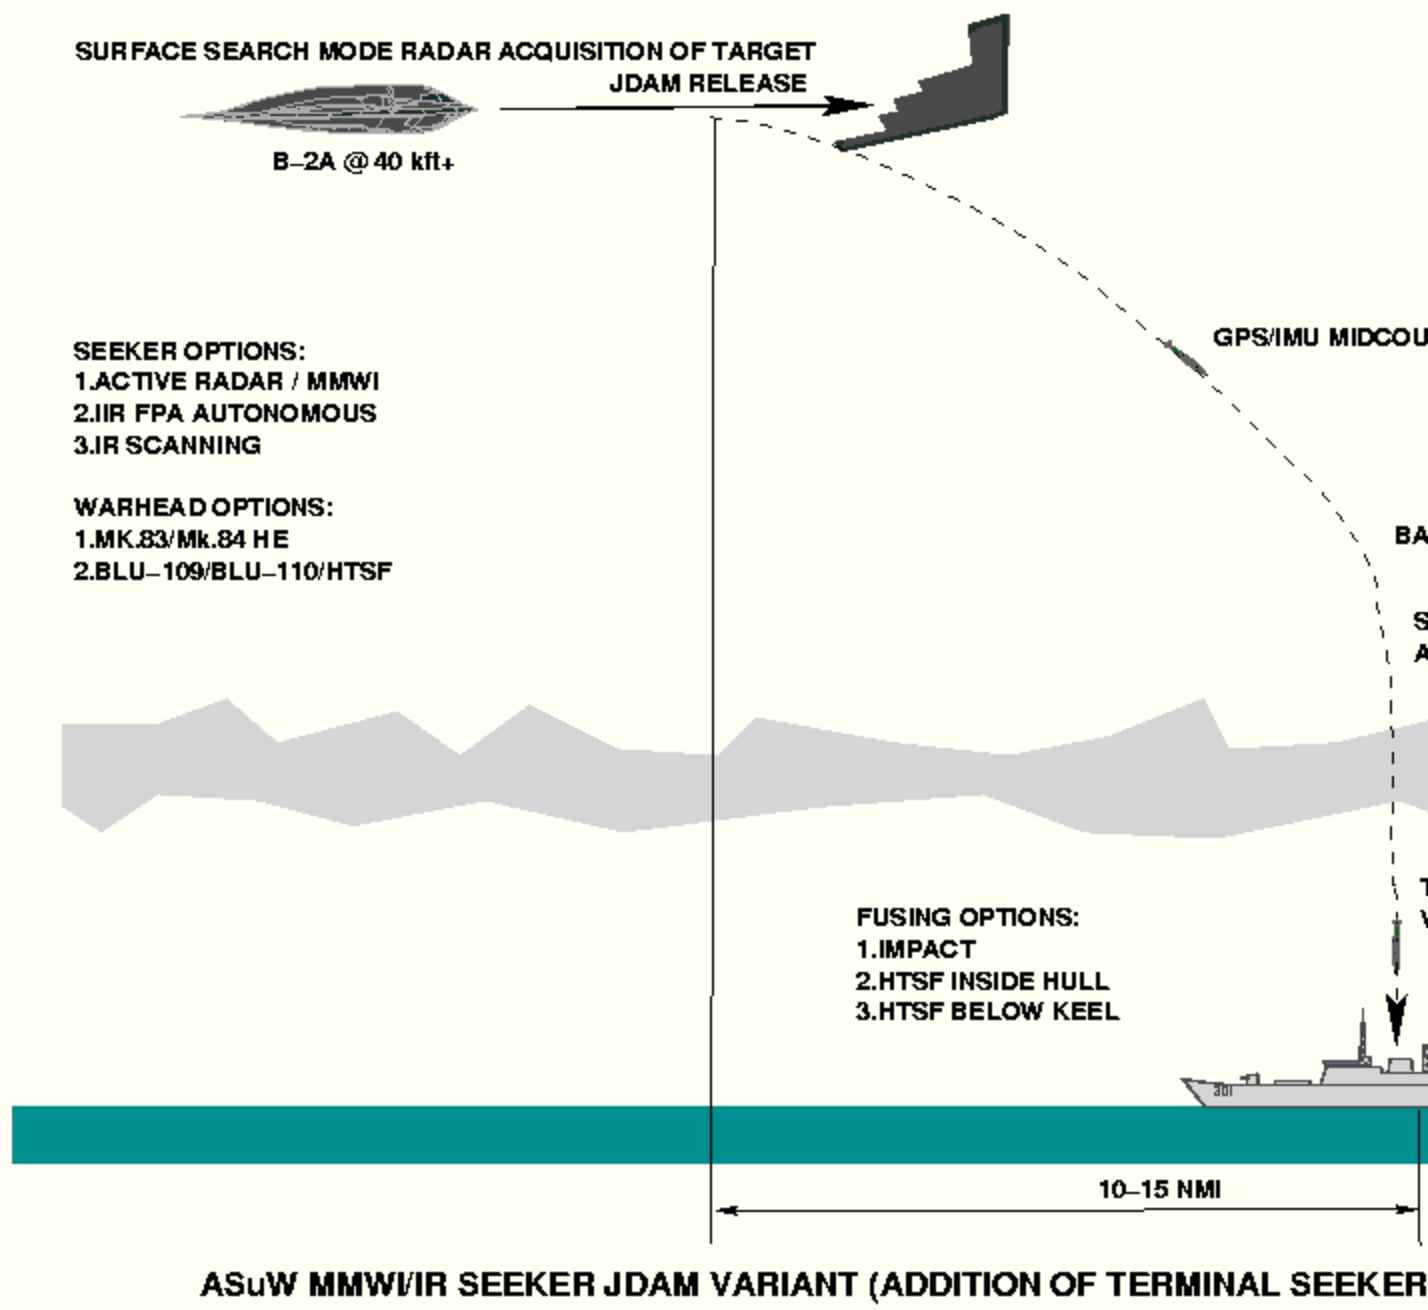 SURFACE SEARCH MODE RADAR ACQUISITION OF TARGET
JDAM RELEASE
B–2A @ 40 kft+
GPS/IMU MIDCOU
SEEKER OPTIONS:
1.ACTIVE RADAR / MMWI
2.IIR FPA AUTONOMOUS
3.IR SCANNING
WARHEAD OPTIONS:
1.MK.83/Mk.84 HE
2.BLU–109/BLU–110/HTSF
BA
S
A
T
V
FUSING OPTIONS:
1.IMPACT
2.HTSF INSIDE HULL
3.HTSF BELOW KEEL
301
10–15 NMI
ASuW MMWI/IR SEEKER JDAM VARIANT (ADDITION OF TERMINAL SEEKER